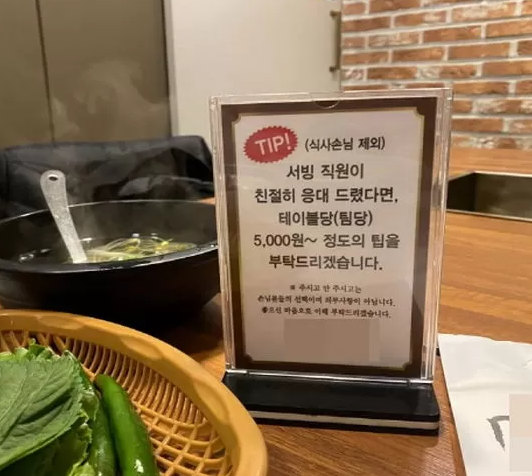 TIP! (식사손님 제외)
서빙 직원이
친절히 응대 드렸다면,
테이블당(팀당)
5,000원~ 정도의 팁을
부탁드리겠습니다.
※ 주시고 안 주시고는
손님분들의 선택이며 의무사항이 아닙니다.
좋으신 마음으로 이해 부탁드리겠습니다.